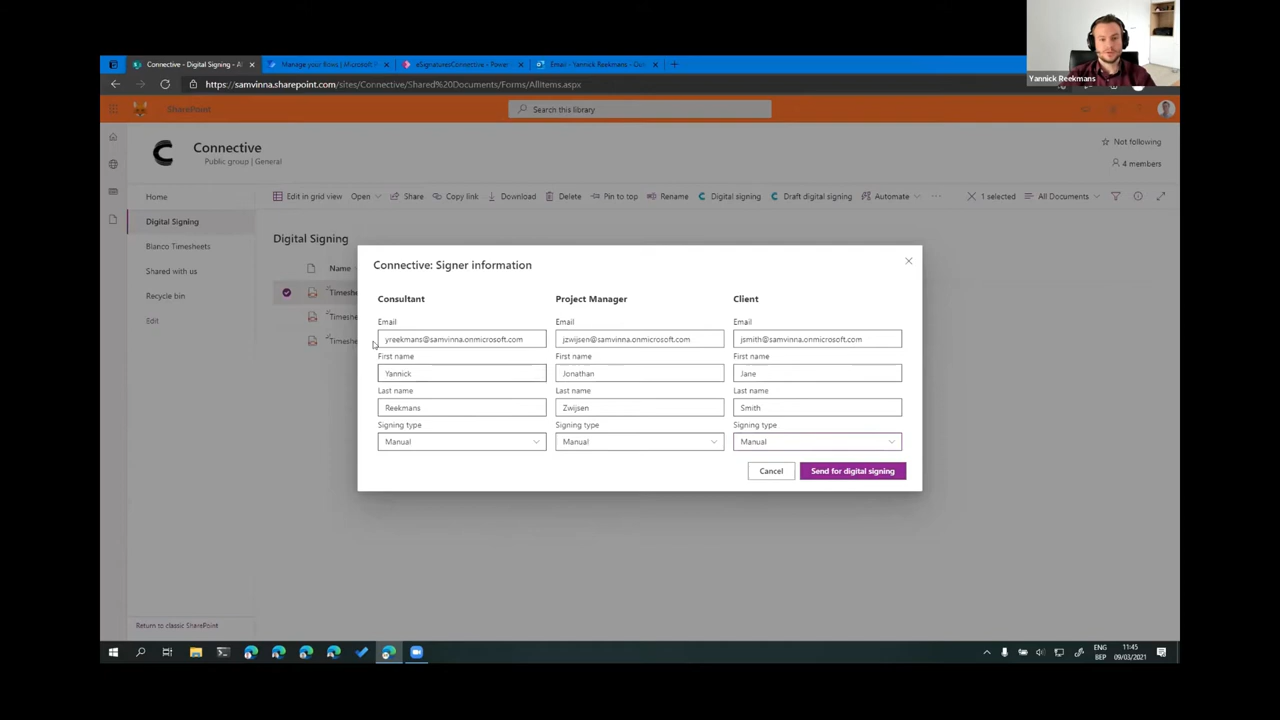 Yannick Reekmans
Connective - Digital Signing - Al
Manage your flows | Microsoft P
eSignaturesConnective - Power
Email - Yannick Reekmans - Out
https://samvinna.sharepoint.com/sites/Connective/Shared%20Documents/Forms/AllItems.aspx
SharePoint
Search this library
Connective
Public group | General
Not following
4 members
Home
Edit in grid view
Open
Share
Copy link
Download
Delete
Pin to top
Rename
Digital signing
Draft digital signing
Automate
1 selected
All Documents
Digital Signing
Blanco Timesheets
Shared with us
Recycle bin
Edit
Digital Signing
Name
Timeshe
Timeshe
Timeshe
Connective: Signer information
Consultant
Project Manager
Client
Email
Email
Email
yreekmans@samvinna.onmicrosoft.com
jzwijsen@samvinna.onmicrosoft.com
jsmith@samvinna.onmicrosoft.com
First name
First name
First name
Yannick
Jonathan
Jane
Last name
Last name
Last name
Reekmans
Zwijsen
Smith
Signing type
Signing type
Signing type
Manual
Manual
Manual
Cancel
Send for digital signing
Return to classic SharePoint
ENG
BEP
11:45
09/03/2021